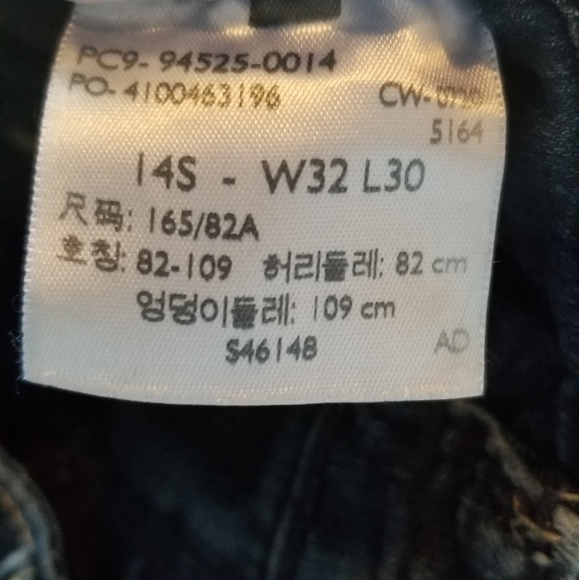 PC9- 94525-0014
PO- 4100463196 CW-
5164
14S - W32 L30
尺码: 165/82A
호칭: 82-109 허리둘레: 82 cm
엉덩이둘레: 109 cm
S46148 AD